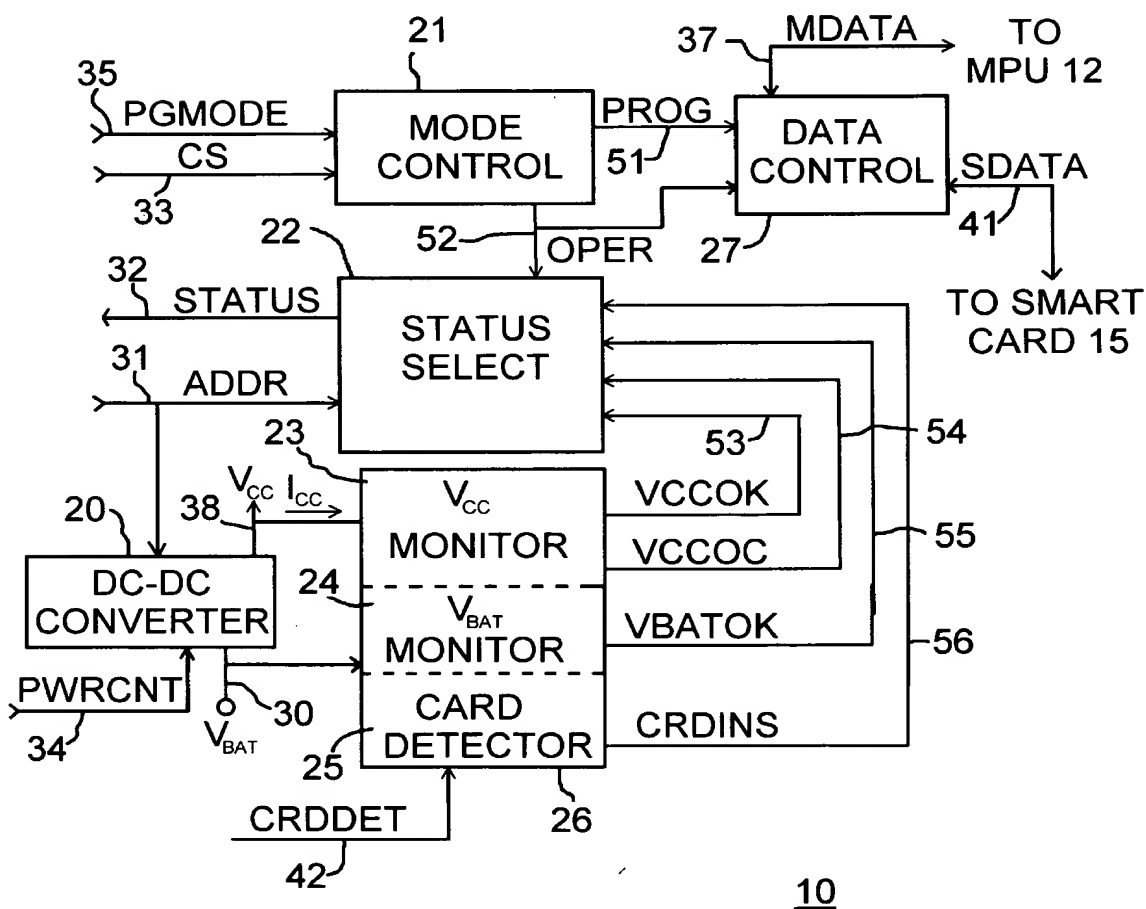 21
37
MDATA
TO
MPU 12
35
PGMODE
MODE
CONTROL
PROG
51
DATA
CONTROL
CS
33
SDATA
41
22
52
OPER
27
32
STATUS
STATUS
SELECT
TO SMART
CARD 15
31
ADDR
53
54
23
VCC
ICC
38
20
VCC
MONITOR
VCCOK
VCCOC
55
DC-DC
CONVERTER
24
VBAT
MONITOR
VBATOK
56
PWRCNT
34
30
VBAT
CARD
DETECTOR
25
CRDINS
CRDDET
42
26
10